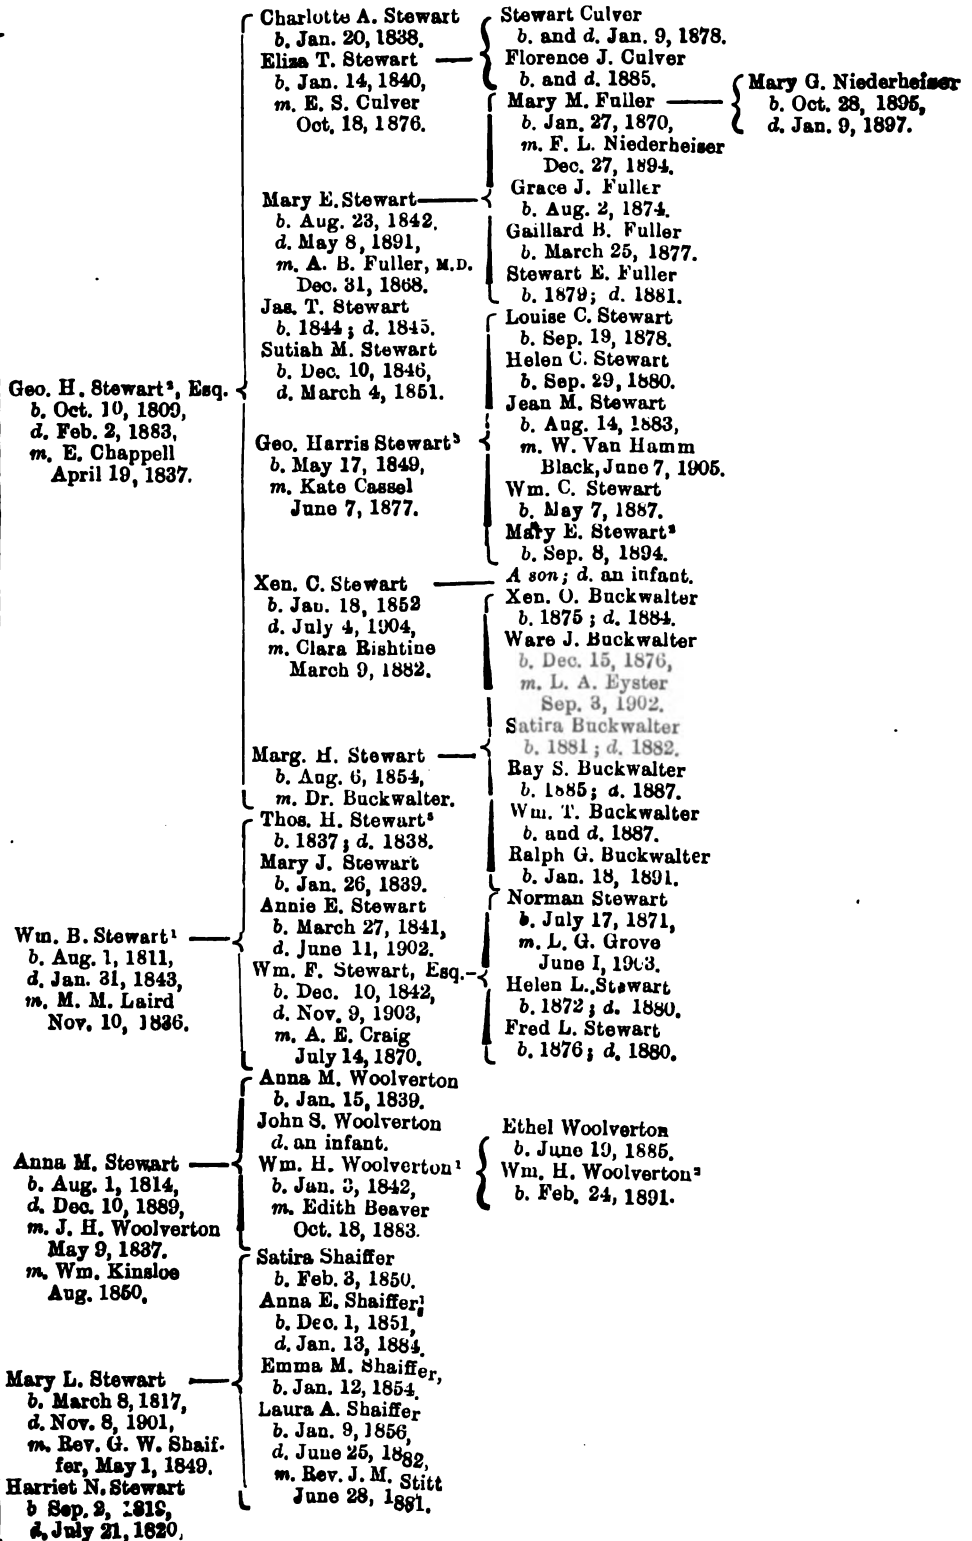 Geo. H. Stewart², Esq.
b. Oct. 10, 1809,
d. Feb. 2, 1883,
m. E. Chappell
April 19, 1837.
Wm. B. Stewart¹
b. Aug. 1, 1811,
d. Jan. 31, 1843,
m. M. M. Laird
Nov. 10, 1836.
Anna M. Stewart
b. Aug. 1, 1814,
d. Dec. 10, 1889,
m. J. H. Woolverton
May 9, 1837.
m. Wm. Kinsloe
Aug. 1850.
Mary L. Stewart
b. March 8, 1817,
d. Nov. 8, 1901,
m. Rev. G. W. Shaif-
fer, May 1, 1849.
Harriet N. Stewart
b Sep. 2, 1819,
d. July 21, 1820.
Charlotte A. Stewart
b. Jan. 20, 1838.
Eliza T. Stewart
b. Jan. 14, 1840,
m. E. S. Culver
Oct, 18, 1876.
Mary E. Stewart
b. Aug. 23, 1842.
d. May 8, 1891,
m. A. B. Fuller, M.D.
Dec. 31, 1868.
Jas. T. Stewart
b. 1844; d. 1845.
Sutiah M. Stewart
b. Dec. 10, 1846,
d. March 4, 1851.
Geo. Harris Stewart³
b. May 17, 1849,
m. Kate Cassel
June 7, 1877.
Xen. C. Stewart
b. Jan. 18, 1852
d. July 4, 1904,
m. Clara Rishtine
March 9, 1882.
Marg. H. Stewart
b. Aug. 6, 1854,
m. Dr. Buckwalter.
Thos. H. Stewart⁵
b. 1837; d. 1838.
Mary J. Stewart
b. Jan. 26, 1839.
Annie E. Stewart
b. March 27, 1841,
d. June 11, 1902.
Wm. F. Stewart, Esq.
b. Dec. 10, 1842,
d. Nov. 9, 1903,
m. A. E. Craig
July 14, 1870.
Anna M. Woolverton
b. Jan. 15, 1839.
John S. Woolverton
d. an infant.
Wm. H. Woolverton¹
b. Jan. 3, 1842,
m. Edith Beaver
Oct. 18, 1883.
Satira Shaiffer
b. Feb. 3, 1850.
Anna E. Shaiffer¹
b. Dec. 1, 1851,
d. Jan. 13, 1884.
Emma M. Shaiffer,
b. Jan. 12, 1854.
Laura A. Shaiffer
b. Jan. 9, 1856,
d. June 25, 1882,
m. Rev. J. M. Stitt
June 28, 1881.
Stewart Culver
b. and d. Jan. 9, 1878.
Florence J. Culver
b. and d. 1885.
Mary M. Fuller
b. Jan. 27, 1870,
m. F. L. Niederheiser
Dec. 27, 1894.
Grace J. Fuller
b. Aug. 2, 1874.
Gaillard B. Fuller
b. March 25, 1877.
Stewart E. Fuller
b. 1879; d. 1881.
Louise C. Stewart
b. Sep. 19, 1878.
Helen C. Stewart
b. Sep. 29, 1880.
Jean M. Stewart
b. Aug. 14, 1883,
m. W. Van Hamm
Black, June 7, 1905.
Wm. C. Stewart
b. May 7, 1887.
Mary E. Stewart²
b. Sep. 8, 1894.
A son; d. an infant.
Xen. O. Buckwalter
b. 1875; d. 1884.
Ware J. Buckwalter
b. Dec. 15, 1876,
m. L. A. Eyster
Sep. 3, 1902.
Satira Buckwalter
b. 1881; d. 1882.
Ray S. Buckwalter
b. 1885; d. 1887.
Wm. T. Buckwalter
b. and d. 1887.
Ralph G. Buckwalter
b. Jan. 18, 1891.
Norman Stewart
b. July 17, 1871,
m. L. G. Grove
June 1, 1903.
Helen L. Stewart
b. 1872; d. 1880.
Fred L. Stewart
b. 1876; d. 1880.
Ethel Woolverton
b. June 19, 1885.
Wm. H. Woolverton²
b. Feb. 24, 1891.
Mary G. Niederheiser
b. Oct. 28, 1895,
d. Jan. 9, 1897.